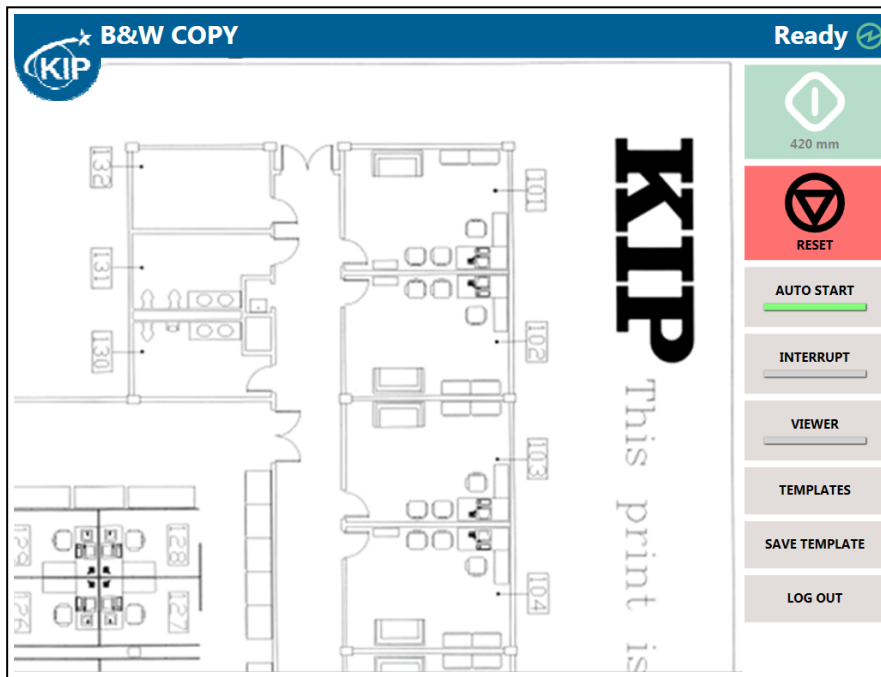 KIP
B&W COPY
Ready
420 mm
RESET
AUTO START
INTERRUPT
VIEWER
TEMPLATES
SAVE TEMPLATE
LOG OUT
KIP
This print is
132
131
130
101
102
103
104
129
128
126
127